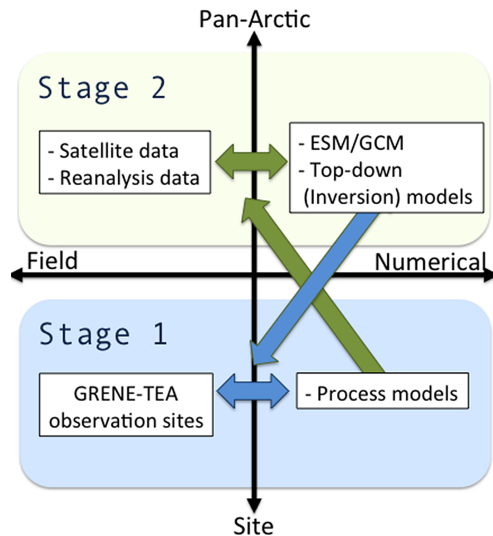 Pan-Arctic
Stage 2
- Satellite data
- Reanalysis data
- ESM/GCM
- Top-down
(Inversion) models
Field
Numerical
Stage 1
GRENE-TEA
observation sites
- Process models
Site